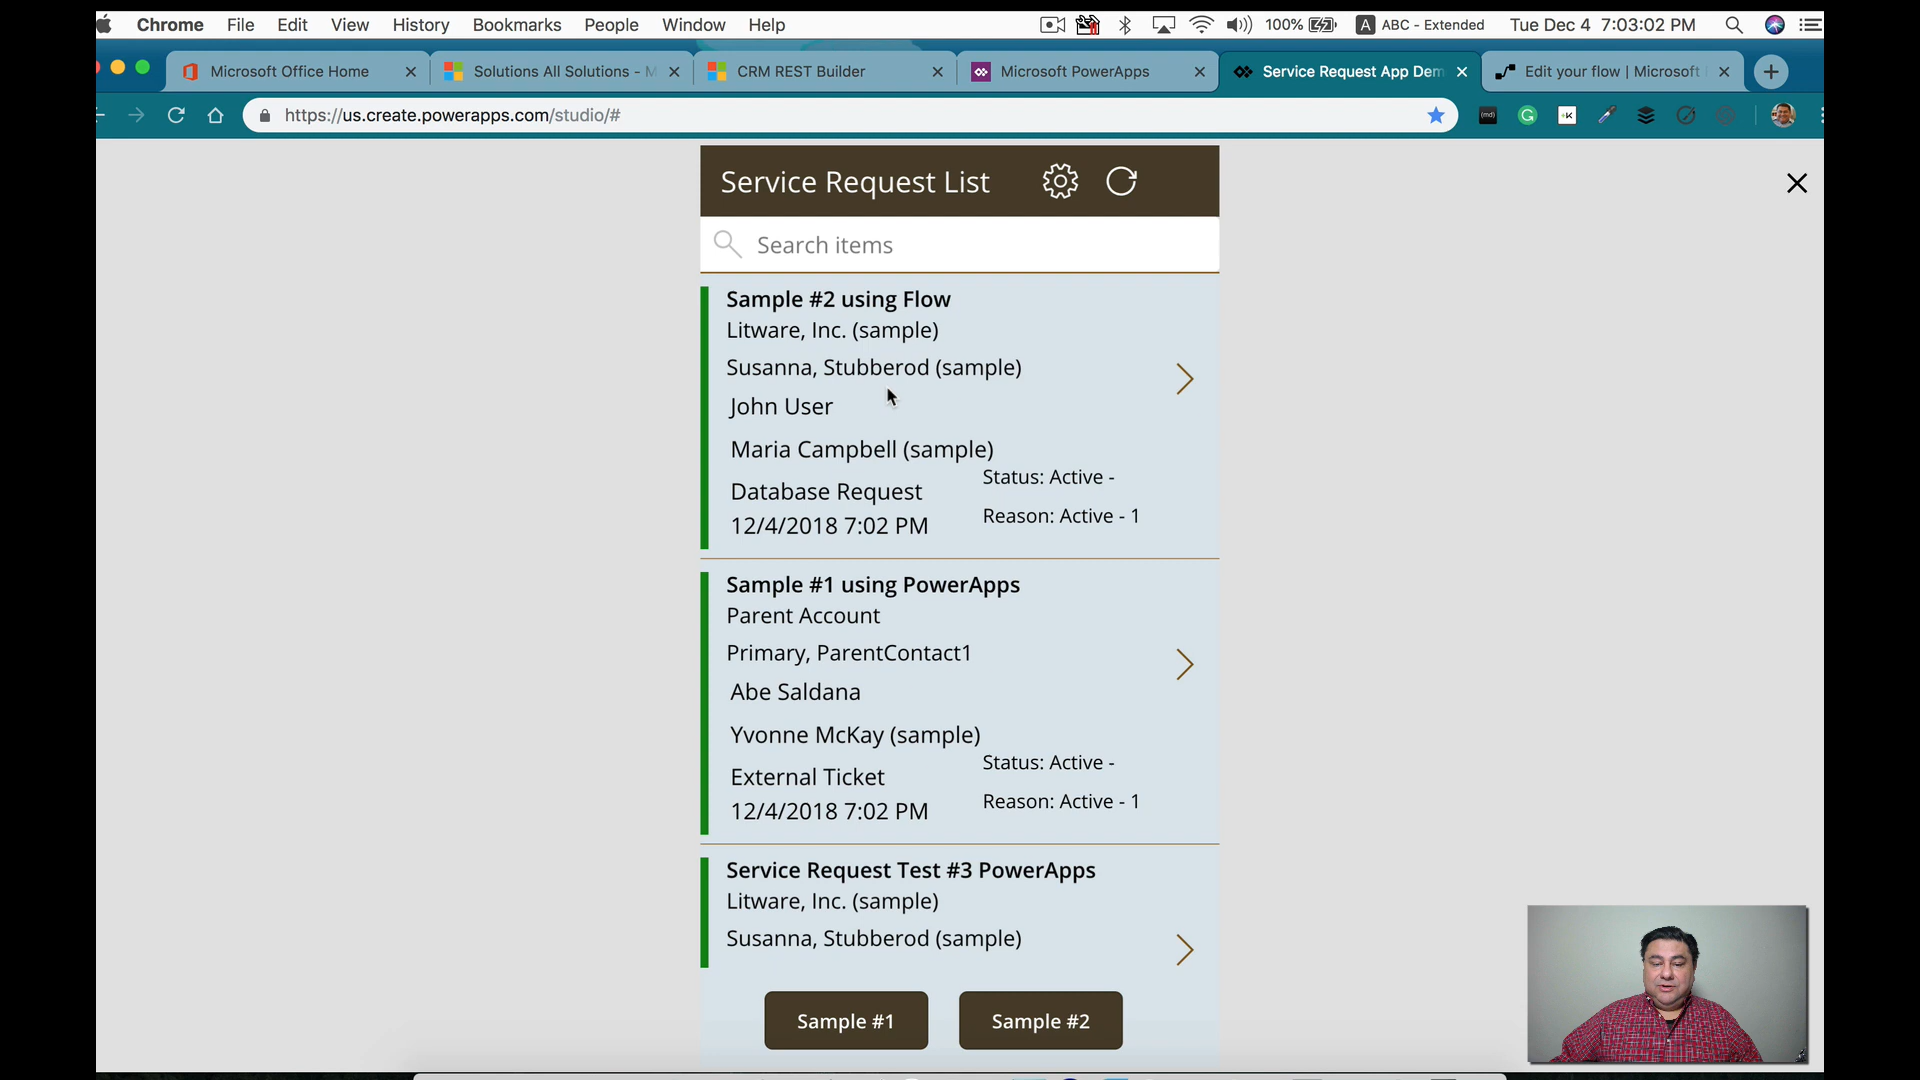 Chrome File Edit View History Bookmarks People Window Help 100% A ABC - Extended Tue Dec 4 7:03:02 PM
Microsoft Office Home Solutions All Solutions - M CRM REST Builder Microsoft PowerApps Service Request App Dem Edit your flow | Microsoft
https://us.create.powerapps.com/studio/#
Service Request List
Search items
Sample #2 using Flow
Litware, Inc. (sample)
Susanna, Stubberod (sample)
John User
Maria Campbell (sample)
Status: Active -
Database Request
Reason: Active - 1
12/4/2018 7:02 PM
Sample #1 using PowerApps
Parent Account
Primary, ParentContact1
Abe Saldana
Yvonne McKay (sample)
Status: Active -
External Ticket
Reason: Active - 1
12/4/2018 7:02 PM
Service Request Test #3 PowerApps
Litware, Inc. (sample)
Susanna, Stubberod (sample)
Sample #1 Sample #2